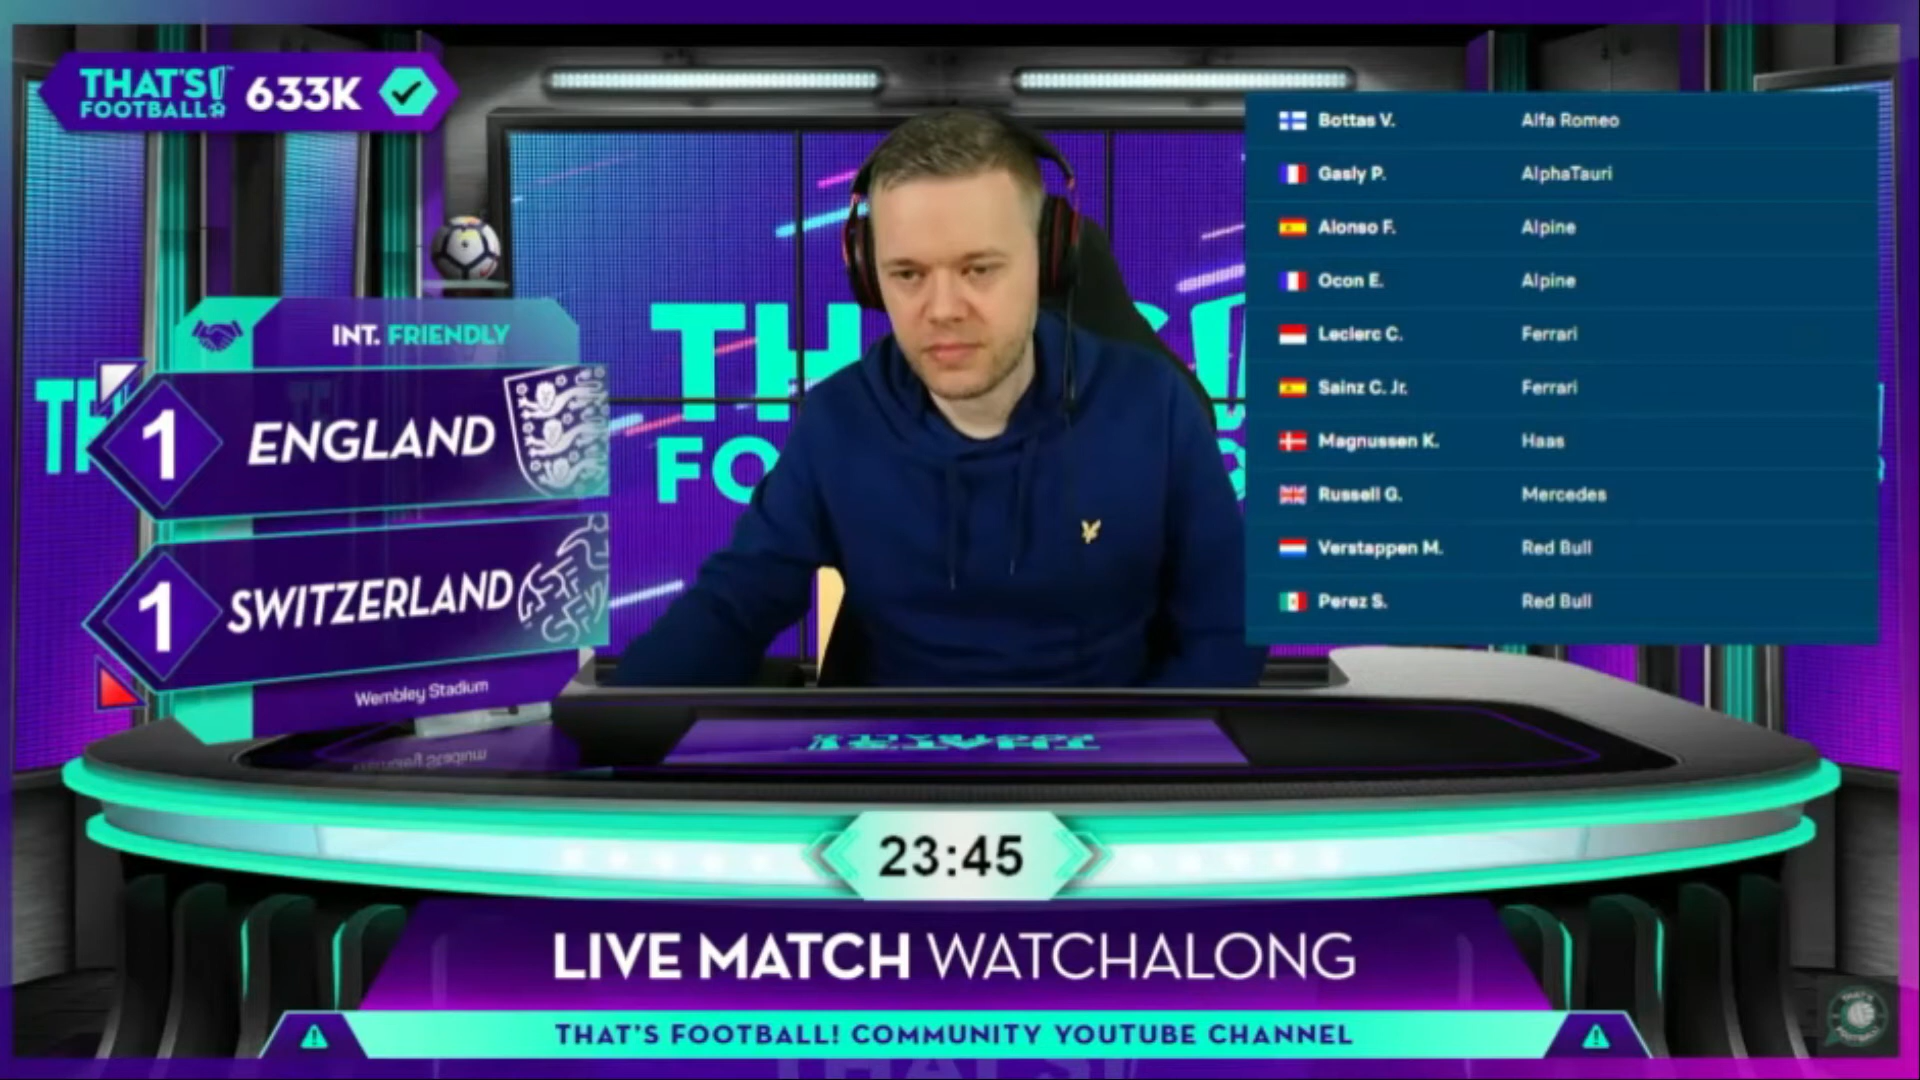 THAT'S!
FOOTBALL
633K
INT. FRIENDLY
1 ENGLAND
1 SWITZERLAND
Wembley Stadium
Bottas V. Alfa Romeo
Gasly P. AlphaTauri
Alonso F. Alpine
Ocon E. Alpine
Leclerc C. Ferrari
Sainz C. Jr. Ferrari
Magnussen K. Haas
Russell G. Mercedes
Verstappen M. Red Bull
Perez S. Red Bull
23:45
LIVE MATCH WATCHALONG
THAT'S FOOTBALL! COMMUNITY YOUTUBE CHANNEL